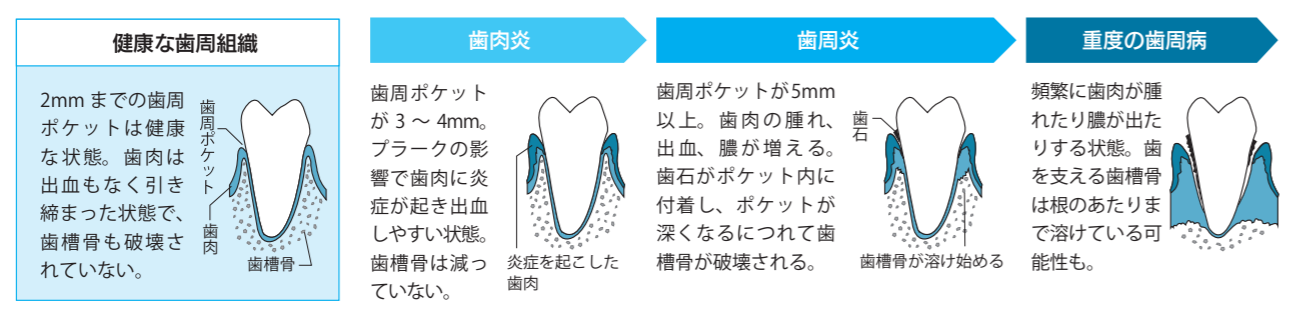 健康な歯周組織
2mm までの歯周
ポケットは健康
な状態。歯肉は
出血もなく引き
締まった状態で、
歯槽骨も破壊さ
れていない。
歯周ポケット
歯肉
歯槽骨
歯肉炎
歯周ポケット
が 3 ～ 4mm。
プラークの影
響で歯肉に炎
症が起き出血
しやすい状態。
歯槽骨は減っ
ていない。
炎症を起こした
歯肉
歯周炎
歯周ポケットが5mm
以上。歯肉の腫れ、
出血、膿が増える。
歯石がポケット内に
付着し、ポケットが
深くなるにつれて歯
槽骨が破壊される。
歯石
歯槽骨が溶け始める
重度の歯周病
頻繁に歯肉が腫
れたり膿が出た
りする状態。歯
を支える歯槽骨
は根のあたりま
で溶けている可
能性も。